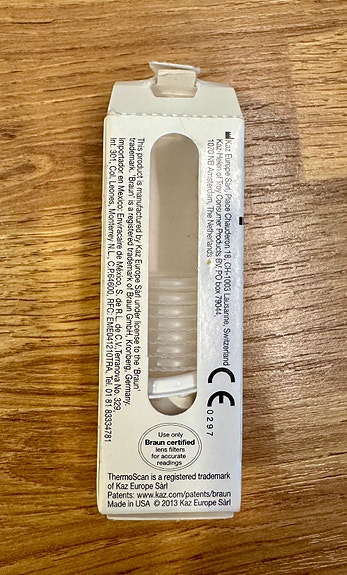 Kaz Europe Sàrl, Place Chauderon 18, CH-1003 Lausanne, Switzerland
Kaz-Helen of Troy Consumer Products BV, PO box 79044,
1070 NB Amsterdam, The Netherlands
CE 0297
This product is manufactured by Kaz Europe Sàrl under license to the 'Braun'
trademark. 'Braun' is a registered trademark of Braun GmbH, Kronberg, Germany.
Importador en Mexico: Enviracaire de México, S. de R.L. de C.V. Terranova No. 329,
Int. 301, Col. Leones, Monterrey N.L., C.P.64600, RFC: EME041210TRA, Tel. 01 81 83334781
Use only
Braun certified
lens filters
for accurate
readings
ThermoScan is a registered trademark
of Kaz Europe Sàrl
Patents: www.kaz.com/patents/braun
Made in USA © 2013 Kaz Europe Sàrl